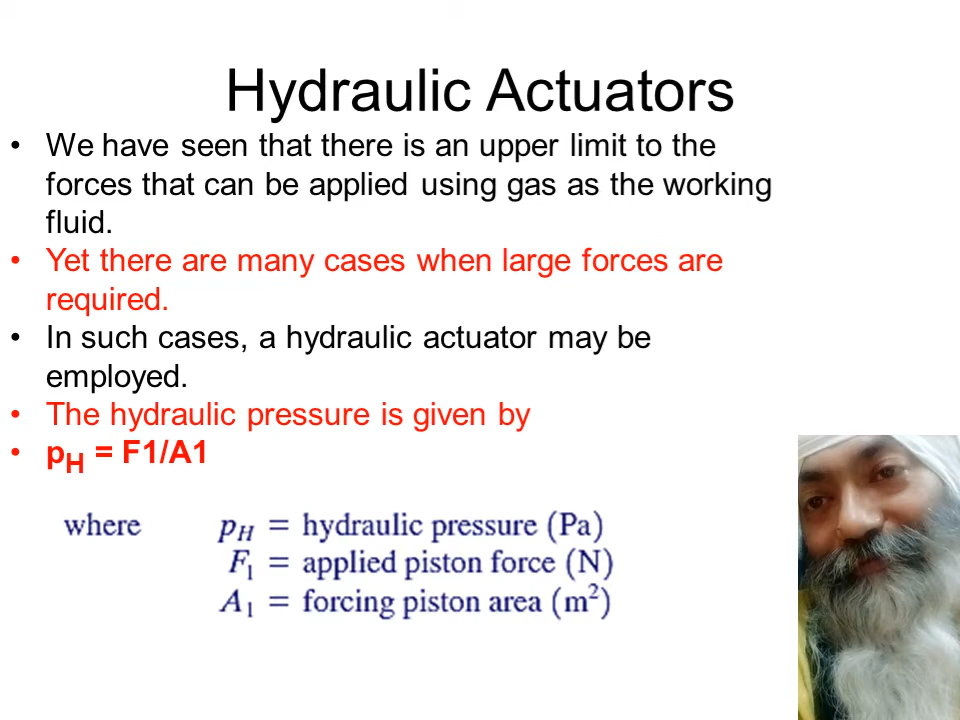 Hydraulic Actuators
• We have seen that there is an upper limit to the
forces that can be applied using gas as the working
fluid.
• Yet there are many cases when large forces are
required.
• In such cases, a hydraulic actuator may be
employed.
• The hydraulic pressure is given by
• p_H = F1/A1
where p_H = hydraulic pressure (Pa)
F₁ = applied piston force (N)
A₁ = forcing piston area (m²)